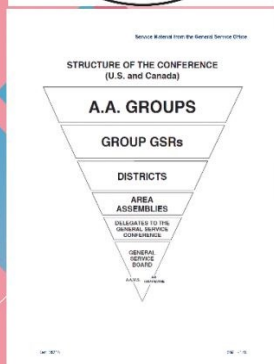 Service Material from the General Service Office
STRUCTURE OF THE CONFERENCE
(U.S. and Canada)
A.A. GROUPS
GROUP GSRs
DISTRICTS
AREA
ASSEMBLIES
DELEGATES TO THE
GENERAL SERVICE
CONFERENCE
GENERAL
SERVICE
BOARD